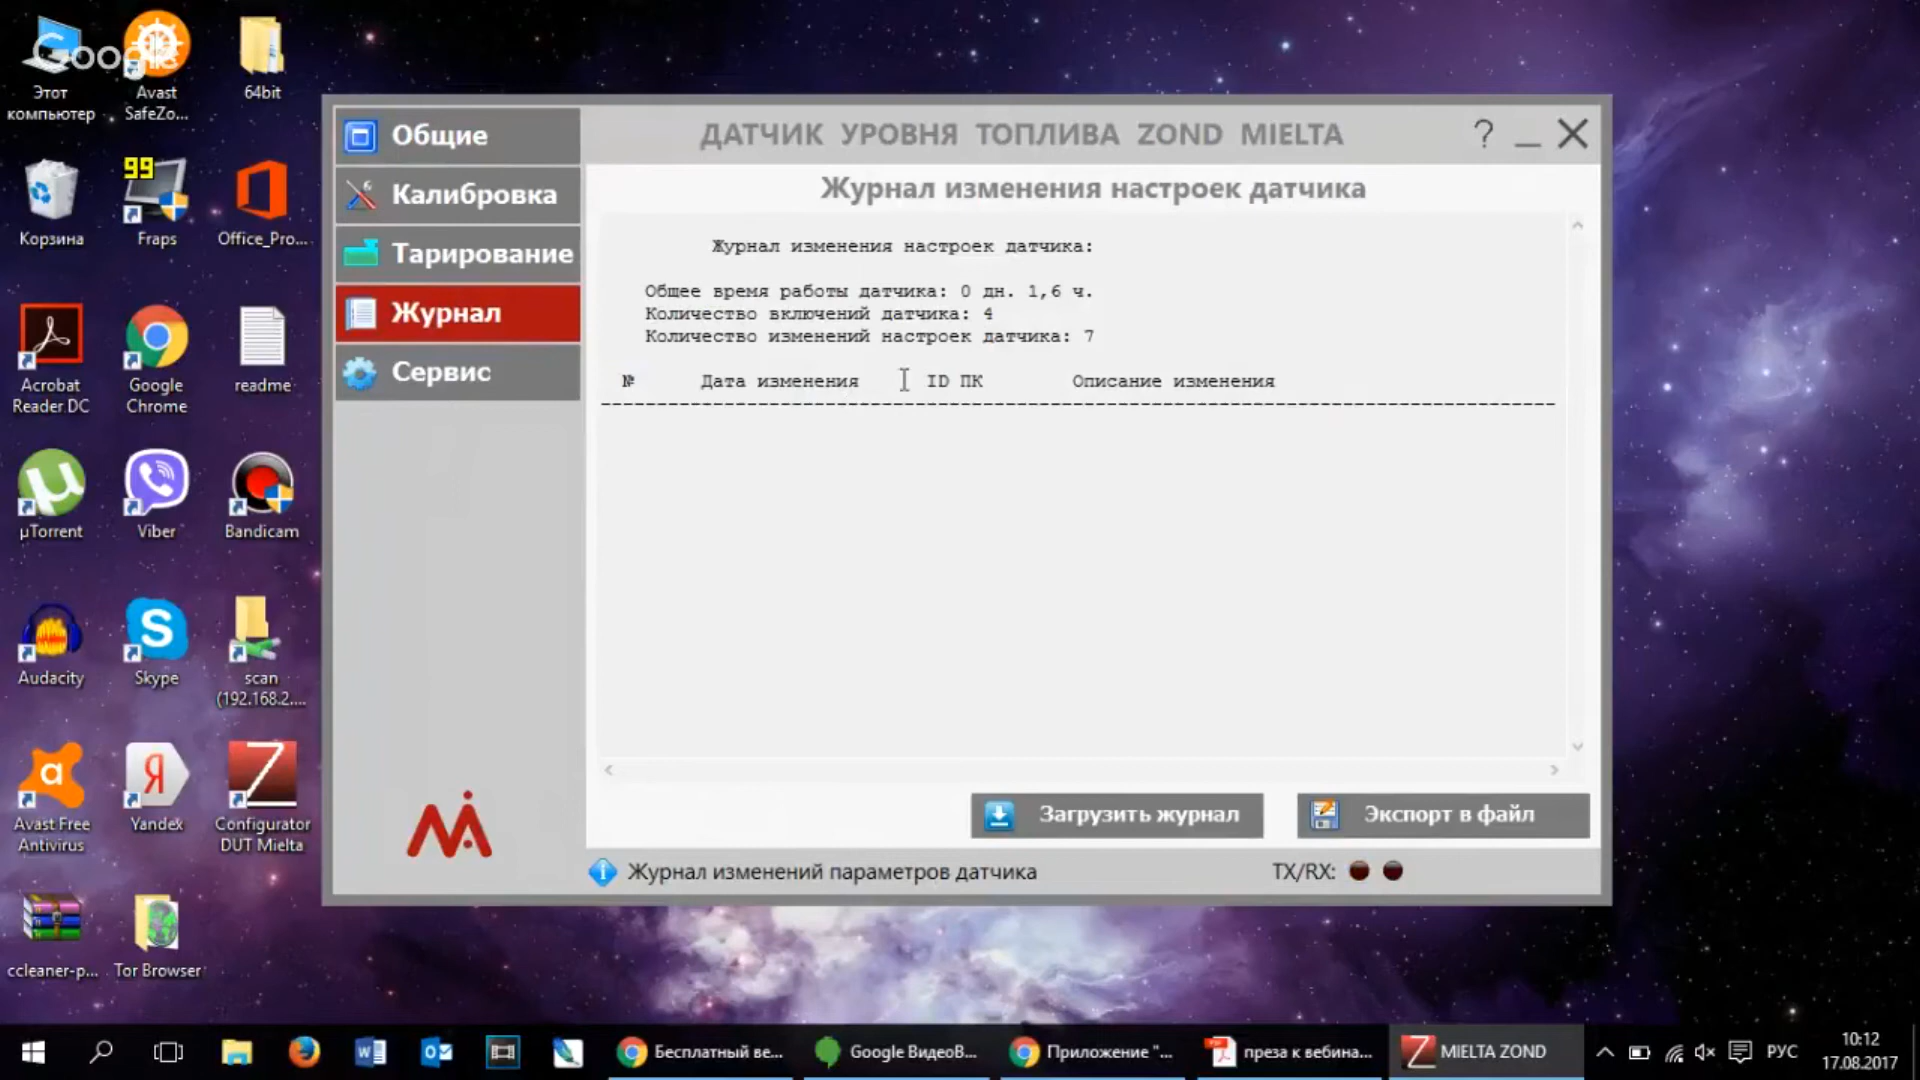 Google
Этот
компьютер
Avast
SafeZo...
64bit
Корзина
99
Fraps
Office_Pro...
Acrobat
Reader DC
Google
Chrome
readme
µTorrent
Viber
Bandicam
Audacity
Skype
scan
(192.168.2....
Avast Free
Antivirus
Yandex
Configurator
DUT Mielta
ccleaner-p...
Tor Browser
Общие
Калибровка
Тарирование
Журнал
Сервис
ДАТЧИК УРОВНЯ ТОПЛИВА ZOND MIELTA
Журнал изменения настроек датчика
Журнал изменения настроек датчика:
Общее время работы датчика: 0 дн. 1,6 ч.
Количество включений датчика: 4
Количество изменений настроек датчика: 7
№ Дата изменения ID ПК Описание изменения
--------------------------------------------------------------------------------
Загрузить журнал
Экспорт в файл
Журнал изменений параметров датчика
TX/RX:
Бесплатный ве...
Google ВидеоВ...
Приложение "...
преза к вебина...
MIELTA ZOND
РУС
10:12
17.08.2017